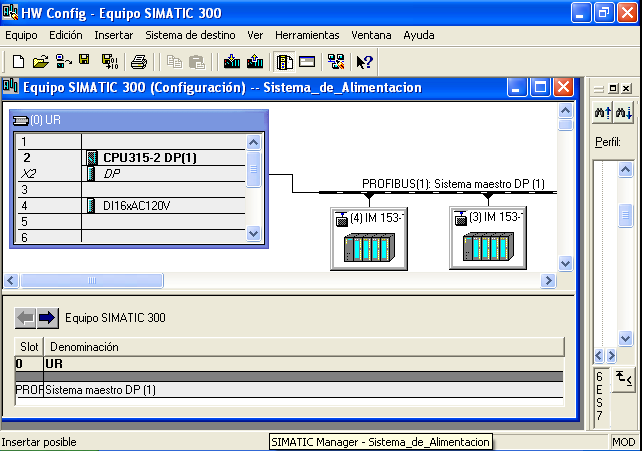 HW Config - Equipo SIMATIC 300
Equipo Edición Insertar Sistema de destino Ver Herramientas Ventana Ayuda
Equipo SIMATIC 300 (Configuración) -- Sistema_de_Alimentacion
(0) UR
1
2 CPU315-2 DP(1)
X2 DP
3
4 DI16xAC120V
5
6
PROFIBUS(1): Sistema maestro DP (1)
(4) IM 153-
(3) IM 153-
Perfil:
Equipo SIMATIC 300
Slot Denominación
0 UR
PROF Sistema maestro DP (1)
6
E
S
7
Insertar posible
SIMATIC Manager - Sistema_de_Alimentacion
MOD